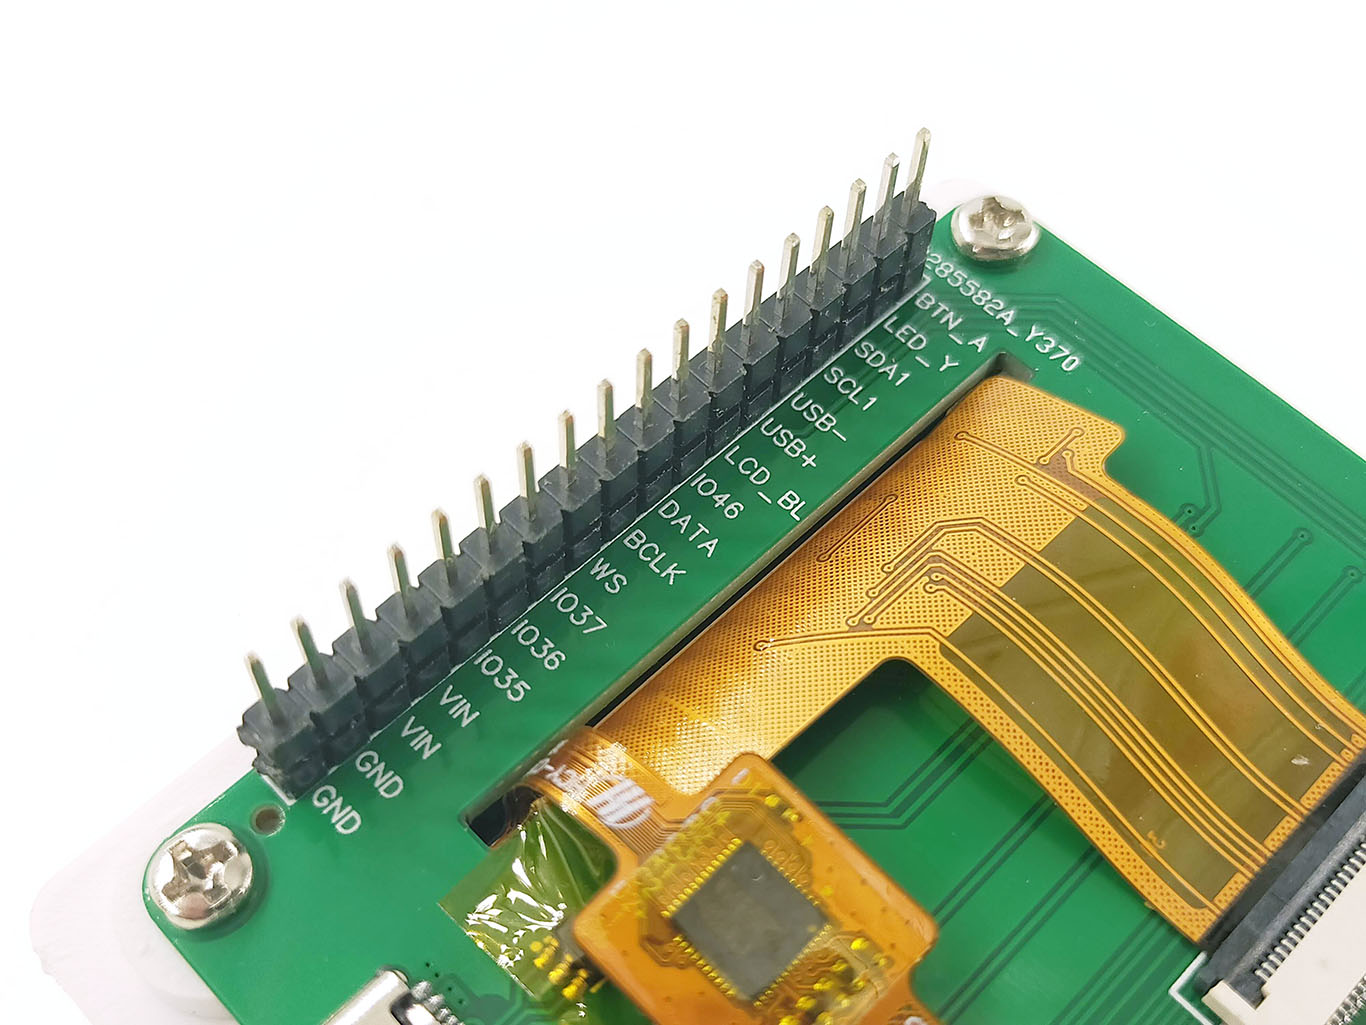 285582A_Y370
BTN_A
LED_Y
SDA1
SCL1
USB-
USB+
LCD_BL
IO46
DATA
BCLK
WS
IO37
IO36
IO35
VIN
VIN
GND
GND